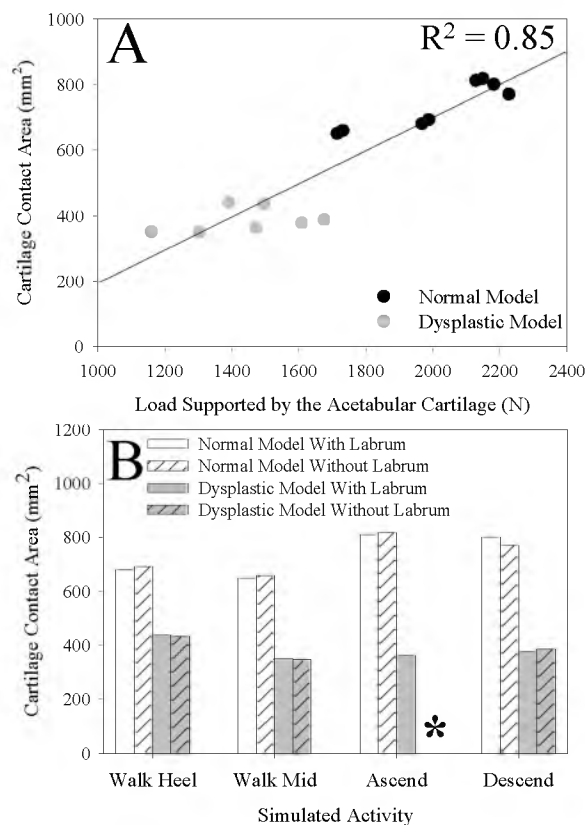 A
R² = 0.85
Cartilage Contact Area (mm²)
1000
800
600
400
200
0
Normal Model
Dysplastic Model
1000 1200 1400 1600 1800 2000 2200 2400
Load Supported by the Acetabular Cartilage (N)
B
Cartilage Contact Area (mm²)
1200
1000
800
600
400
200
0
Normal Model With Labrum
Normal Model Without Labrum
Dysplastic Model With Labrum
Dysplastic Model Without Labrum
*
Walk Heel Walk Mid Ascend Descend
Simulated Activity